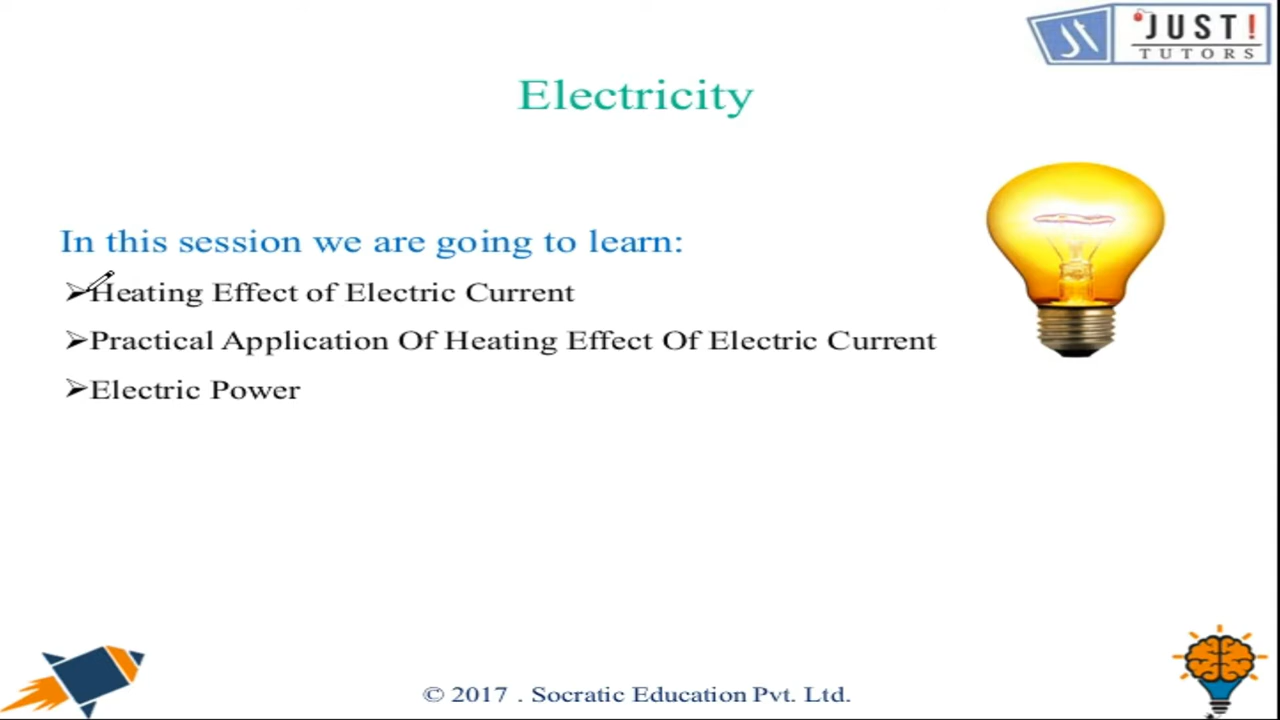 JUST!
TUTORS
Electricity
In this session we are going to learn:
➢Heating Effect of Electric Current
➢Practical Application Of Heating Effect Of Electric Current
➢Electric Power
© 2017 . Socratic Education Pvt. Ltd.